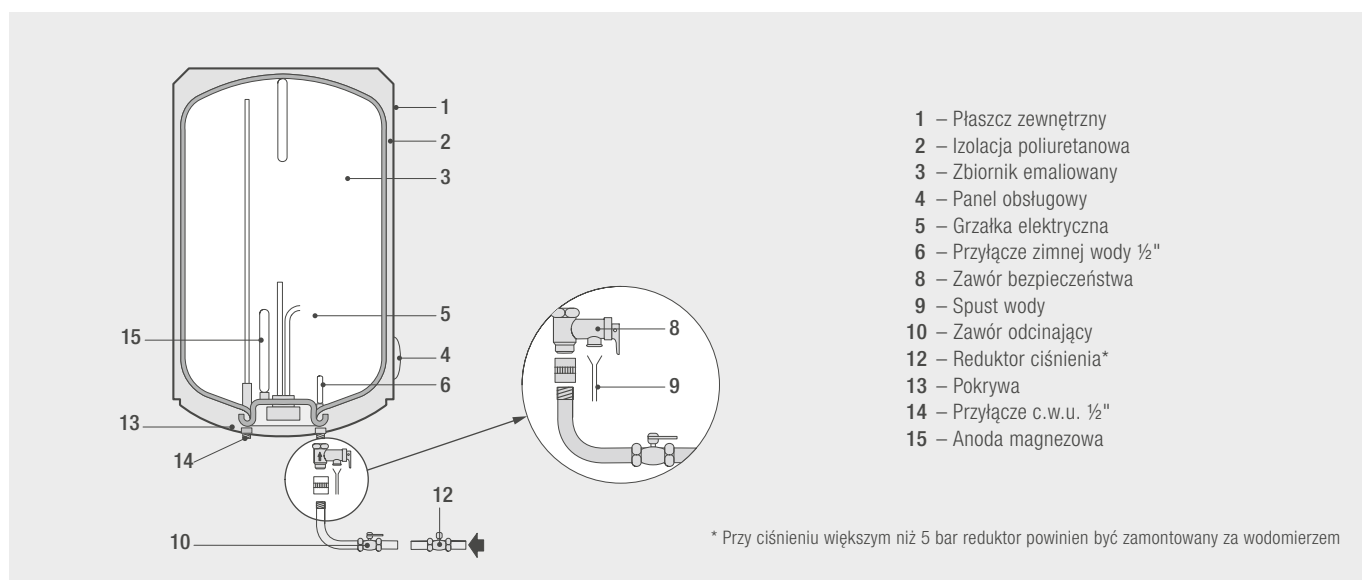 1
2
3
5
15
4
6
13
14
12
10
8
9
1 – Płaszcz zewnętrzny
2 – Izolacja poliuretanowa
3 – Zbiornik emaliowany
4 – Panel obsługowy
5 – Grzałka elektryczna
6 – Przyłącze zimnej wody ½"
8 – Zawór bezpieczeństwa
9 – Spust wody
10 – Zawór odcinający
12 – Reduktor ciśnienia*
13 – Pokrywa
14 – Przyłącze c.w.u. ½"
15 – Anoda magnezowa
* Przy ciśnieniu większym niż 5 bar reduktor powinien być zamontowany za wodomierzem